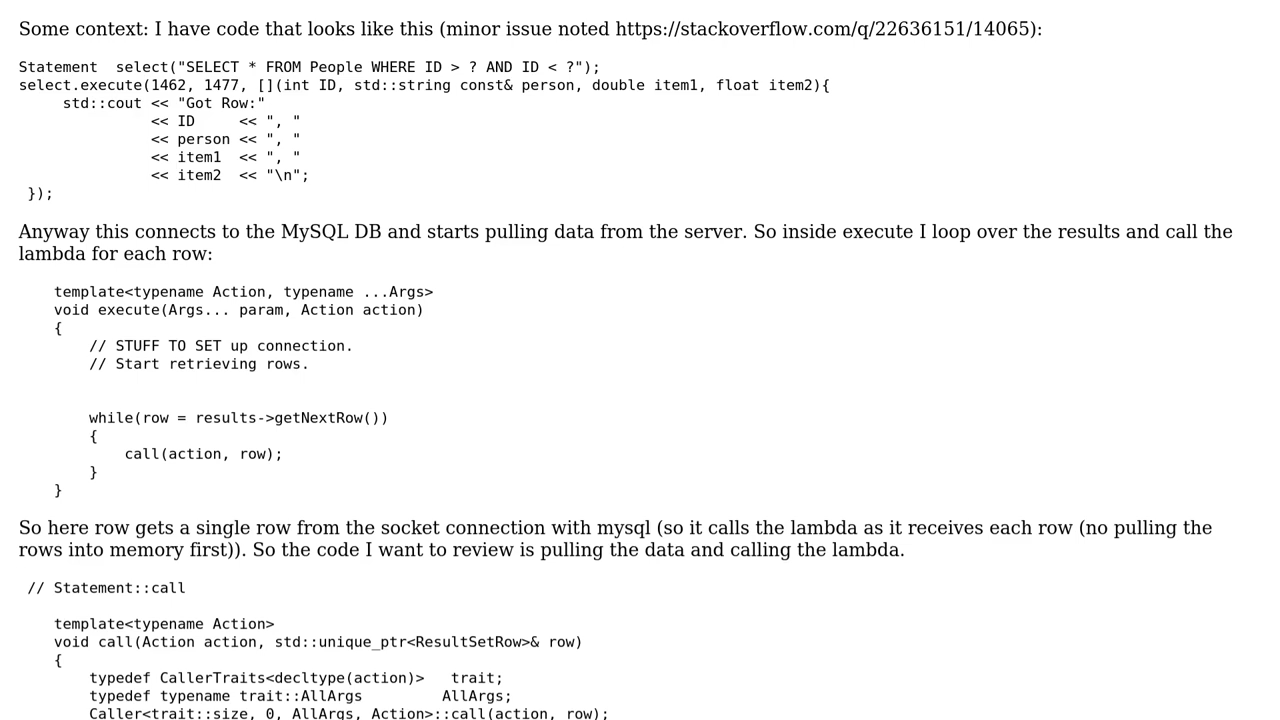 Some context: I have code that looks like this (minor issue noted https://stackoverflow.com/q/22636151/14065):
Statement  select("SELECT * FROM People WHERE ID > ? AND ID < ?");
select.execute(1462, 1477, [](int ID, std::string const& person, double item1, float item2){
     std::cout << "Got Row:"
               << ID     << ", "
               << person << ", "
               << item1  << ", "
               << item2  << "\n";
 });
Anyway this connects to the MySQL DB and starts pulling data from the server. So inside execute I loop over the results and call the
lambda for each row:
    template<typename Action, typename ...Args>
    void execute(Args... param, Action action)
    {
        // STUFF TO SET up connection.
        // Start retrieving rows.
        while(row = results->getNextRow())
        {
            call(action, row);
        }
    }
So here row gets a single row from the socket connection with mysql (so it calls the lambda as it receives each row (no pulling the
rows into memory first)). So the code I want to review is pulling the data and calling the lambda.
 // Statement::call
    template<typename Action>
    void call(Action action, std::unique_ptr<ResultSetRow>& row)
    {
        typedef CallerTraits<decltype(action)>   trait;
        typedef typename trait::AllArgs         AllArgs;
        Caller<trait::size, 0, AllArgs, Action>::call(action, row);